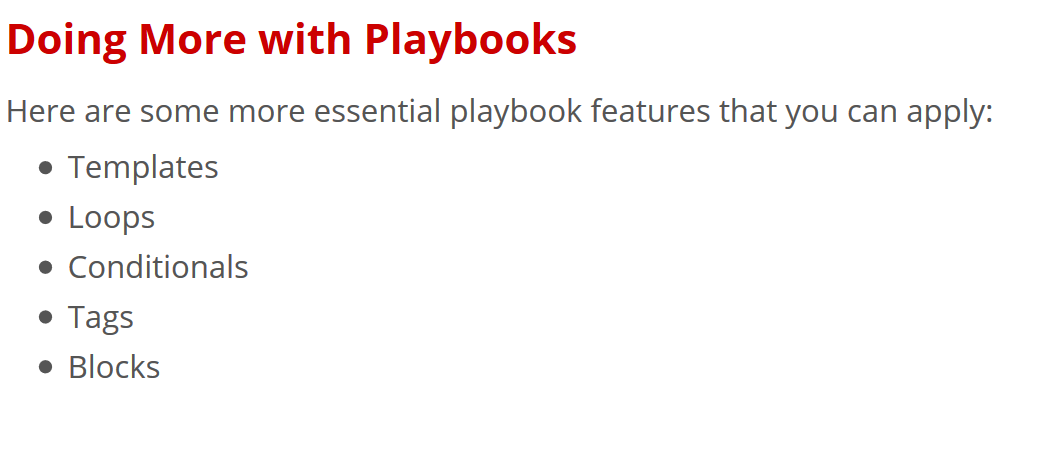 Doing More with Playbooks
Here are some more essential playbook features that you can apply:
• Templates
• Loops
• Conditionals
• Tags
• Blocks